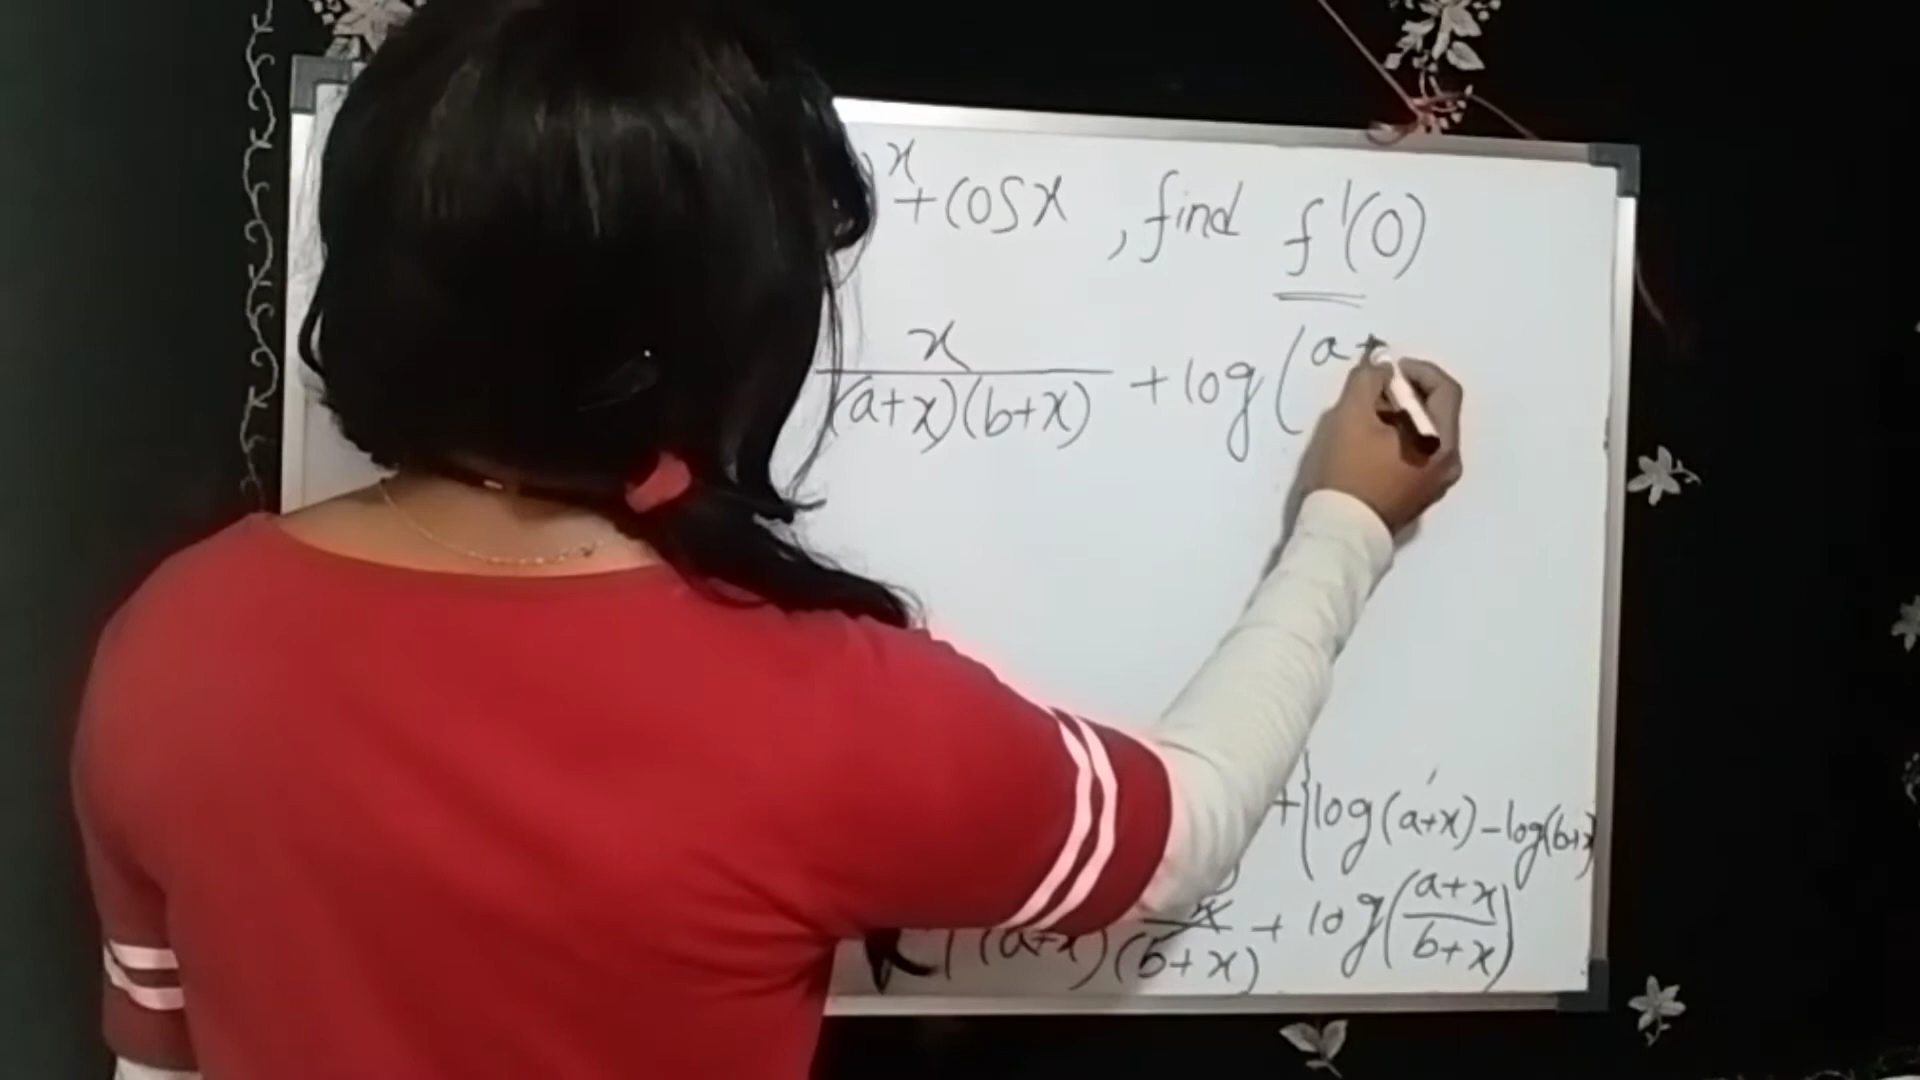 )^x + cosx , find f'(0)
x/((a+x)(b+x)) + log(a+
+{log(a+x) - log(b+x)
(a+x) x/(b+x) + log((a+x)/(b+x))